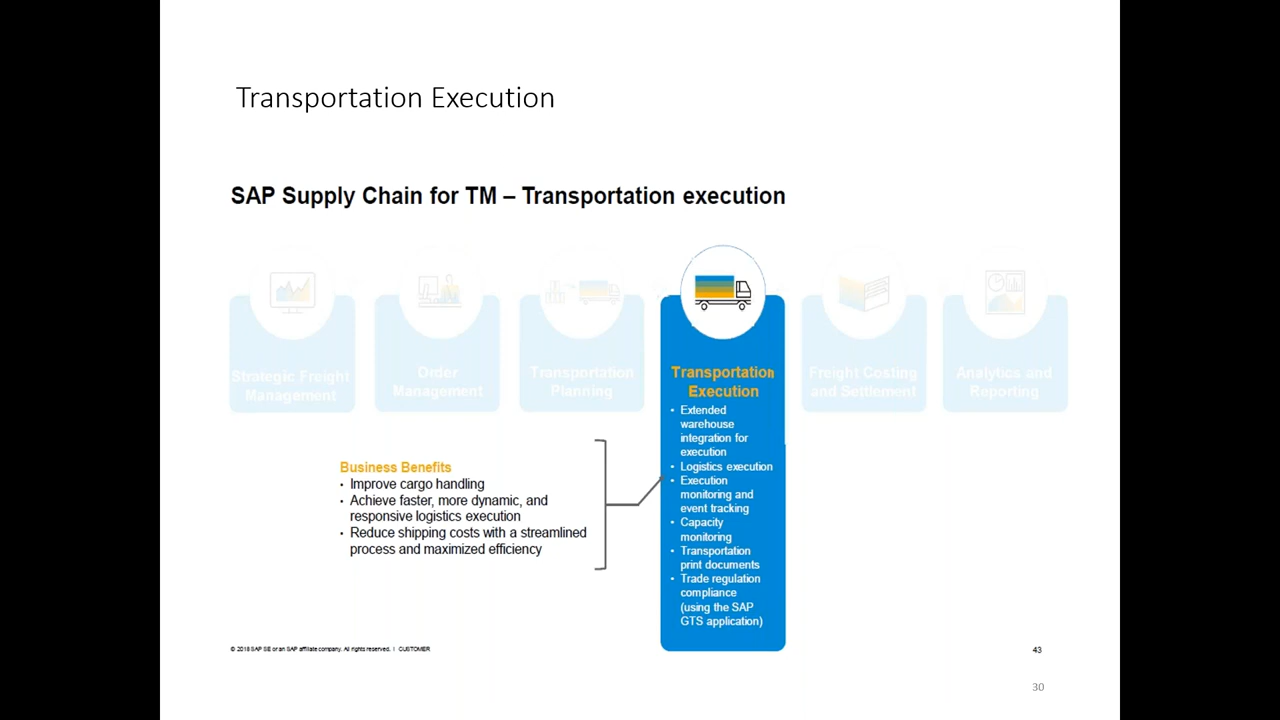 Transportation Execution
SAP Supply Chain for TM – Transportation execution
Strategic Freight
Management
Order
Management
Transportation
Planning
Transportation
Execution
• Extended
warehouse
integration for
execution
• Logistics execution
• Execution
monitoring and
event tracking
• Capacity
monitoring
• Transportation
print documents
• Trade regulation
compliance
(using the SAP
GTS application)
Freight Costing
and Settlement
Analytics and
Reporting
Business Benefits
• Improve cargo handling
• Achieve faster, more dynamic, and
responsive logistics execution
• Reduce shipping costs with a streamlined
process and maximized efficiency
© 2018 SAP SE or an SAP affiliate company. All rights reserved. | CUSTOMER
43
30